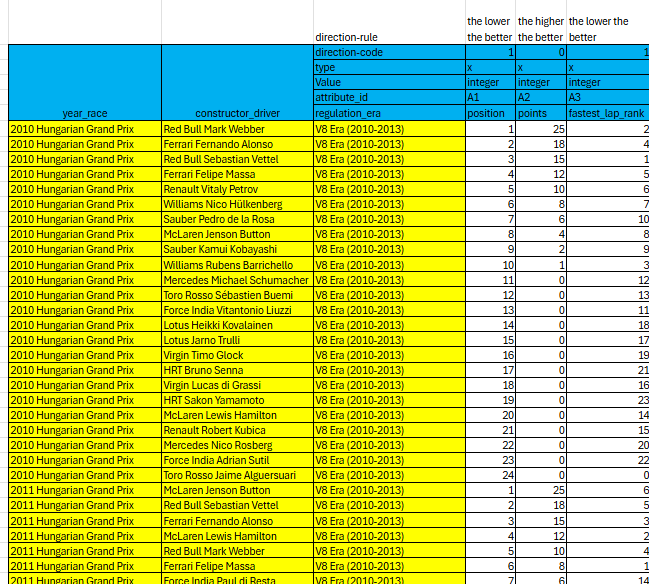 the lower the higher the lower the
direction-rule the better the better better
direction-code 1 0 1
type x x x
Value integer integer integer
attribute_id A1 A2 A3
year_race constructor_driver regulation_era position points fastest_lap_rank
2010 Hungarian Grand Prix Red Bull Mark Webber V8 Era (2010-2013) 1 25 2
2010 Hungarian Grand Prix Ferrari Fernando Alonso V8 Era (2010-2013) 2 18 4
2010 Hungarian Grand Prix Red Bull Sebastian Vettel V8 Era (2010-2013) 3 15 1
2010 Hungarian Grand Prix Ferrari Felipe Massa V8 Era (2010-2013) 4 12 5
2010 Hungarian Grand Prix Renault Vitaly Petrov V8 Era (2010-2013) 5 10 6
2010 Hungarian Grand Prix Williams Nico Hülkenberg V8 Era (2010-2013) 6 8 7
2010 Hungarian Grand Prix Sauber Pedro de la Rosa V8 Era (2010-2013) 7 6 10
2010 Hungarian Grand Prix McLaren Jenson Button V8 Era (2010-2013) 8 4 8
2010 Hungarian Grand Prix Sauber Kamui Kobayashi V8 Era (2010-2013) 9 2 9
2010 Hungarian Grand Prix Williams Rubens Barrichello V8 Era (2010-2013) 10 1 3
2010 Hungarian Grand Prix Mercedes Michael Schumacher V8 Era (2010-2013) 11 0 12
2010 Hungarian Grand Prix Toro Rosso Sébastien Buemi V8 Era (2010-2013) 12 0 13
2010 Hungarian Grand Prix Force India Vitantonio Liuzzi V8 Era (2010-2013) 13 0 11
2010 Hungarian Grand Prix Lotus Heikki Kovalainen V8 Era (2010-2013) 14 0 18
2010 Hungarian Grand Prix Lotus Jarno Trulli V8 Era (2010-2013) 15 0 17
2010 Hungarian Grand Prix Virgin Timo Glock V8 Era (2010-2013) 16 0 19
2010 Hungarian Grand Prix HRT Bruno Senna V8 Era (2010-2013) 17 0 21
2010 Hungarian Grand Prix Virgin Lucas di Grassi V8 Era (2010-2013) 18 0 16
2010 Hungarian Grand Prix HRT Sakon Yamamoto V8 Era (2010-2013) 19 0 23
2010 Hungarian Grand Prix McLaren Lewis Hamilton V8 Era (2010-2013) 20 0 14
2010 Hungarian Grand Prix Renault Robert Kubica V8 Era (2010-2013) 21 0 15
2010 Hungarian Grand Prix Mercedes Nico Rosberg V8 Era (2010-2013) 22 0 20
2010 Hungarian Grand Prix Force India Adrian Sutil V8 Era (2010-2013) 23 0 22
2010 Hungarian Grand Prix Toro Rosso Jaime Alguersuari V8 Era (2010-2013) 24 0 0
2011 Hungarian Grand Prix McLaren Jenson Button V8 Era (2010-2013) 1 25 6
2011 Hungarian Grand Prix Red Bull Sebastian Vettel V8 Era (2010-2013) 2 18 5
2011 Hungarian Grand Prix Ferrari Fernando Alonso V8 Era (2010-2013) 3 15 3
2011 Hungarian Grand Prix McLaren Lewis Hamilton V8 Era (2010-2013) 4 12 2
2011 Hungarian Grand Prix Red Bull Mark Webber V8 Era (2010-2013) 5 10 4
2011 Hungarian Grand Prix Ferrari Felipe Massa V8 Era (2010-2013) 6 8 1
2011 Hungarian Grand Prix Force India Paul di Resta V8 Era (2010-2013) 7 6 14